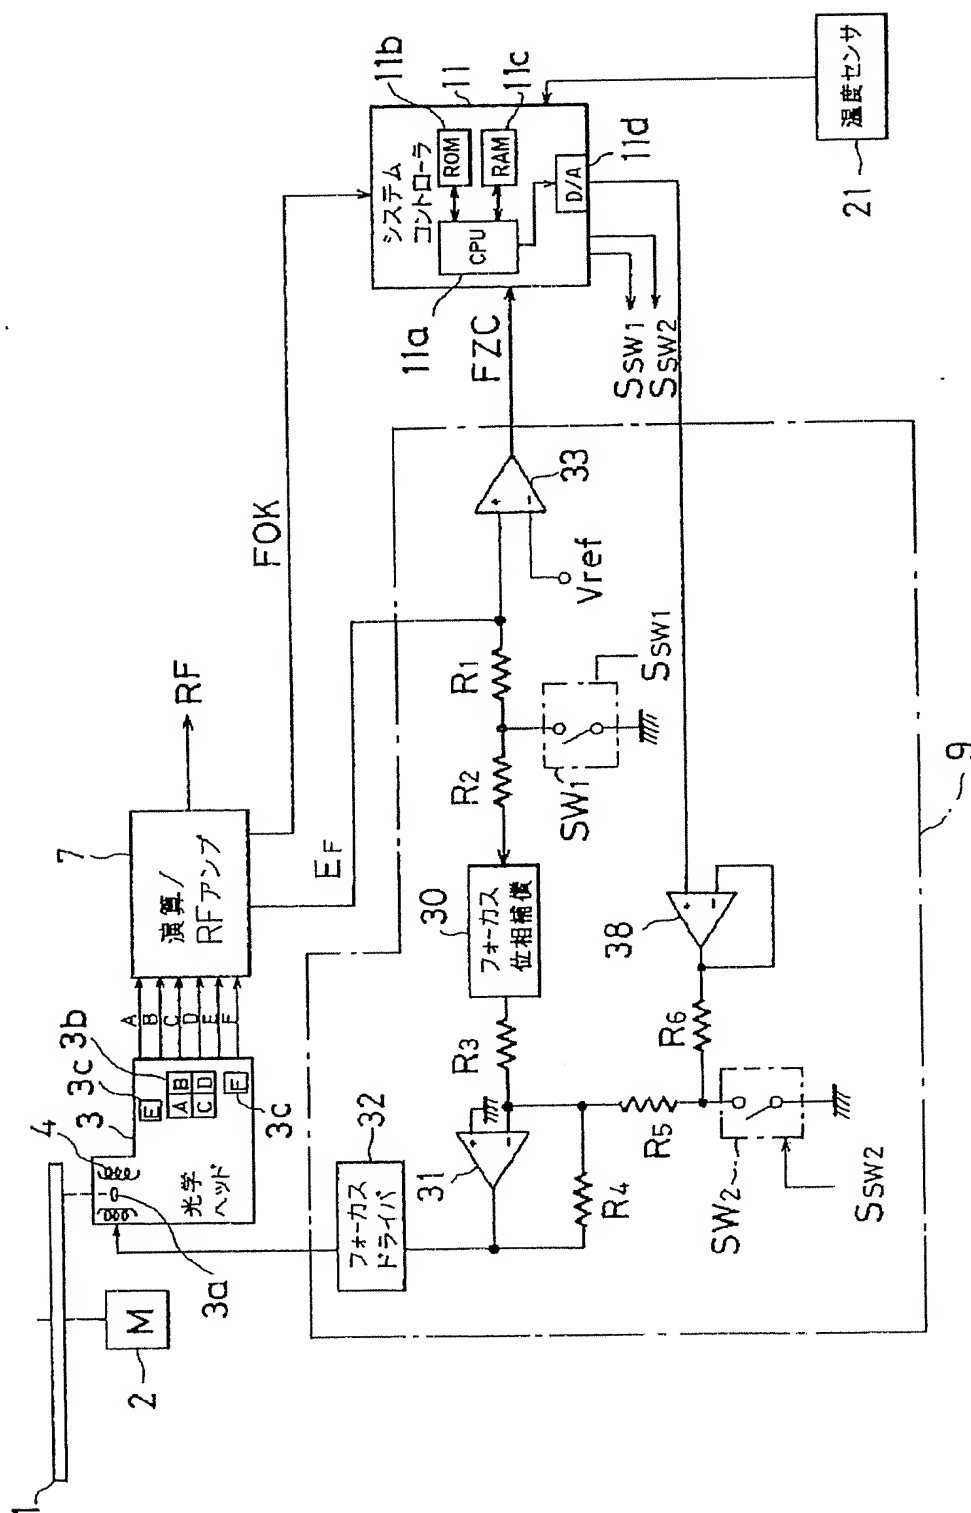 1
2
M
3a
4
3
3c
3b
光学
ヘッド
E
A B
C D
F
3c
A
B
C
D
E
F
7
演算/
RFアンプ
RF
FOK
EF
32
フォーカス
ドライバ
31
+
−
R4
R3
30
フォーカス
位相補償
R2
R1
SW1
SSW1
Vref
33
+
−
FZC
R5
R6
SW2
SSW2
38
+
−
9
11
システム
コントローラ
11a
CPU
11b
ROM
11c
RAM
11d
D/A
SSW1
SSW2
21
温度センサ